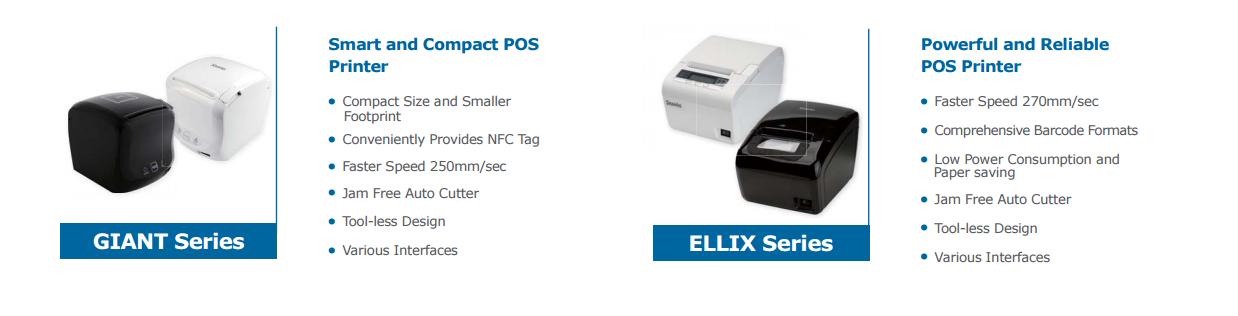 Smart and Compact POS
Printer
Compact Size and Smaller
Footprint
Conveniently Provides NFC Tag
Faster Speed 250mm/sec
Jam Free Auto Cutter
Tool-less Design
Various Interfaces
GIANT Series
Powerful and Reliable
POS Printer
Faster Speed 270mm/sec
Comprehensive Barcode Formats
Low Power Consumption and
Paper saving
Jam Free Auto Cutter
Tool-less Design
Various Interfaces
ELLIX Series